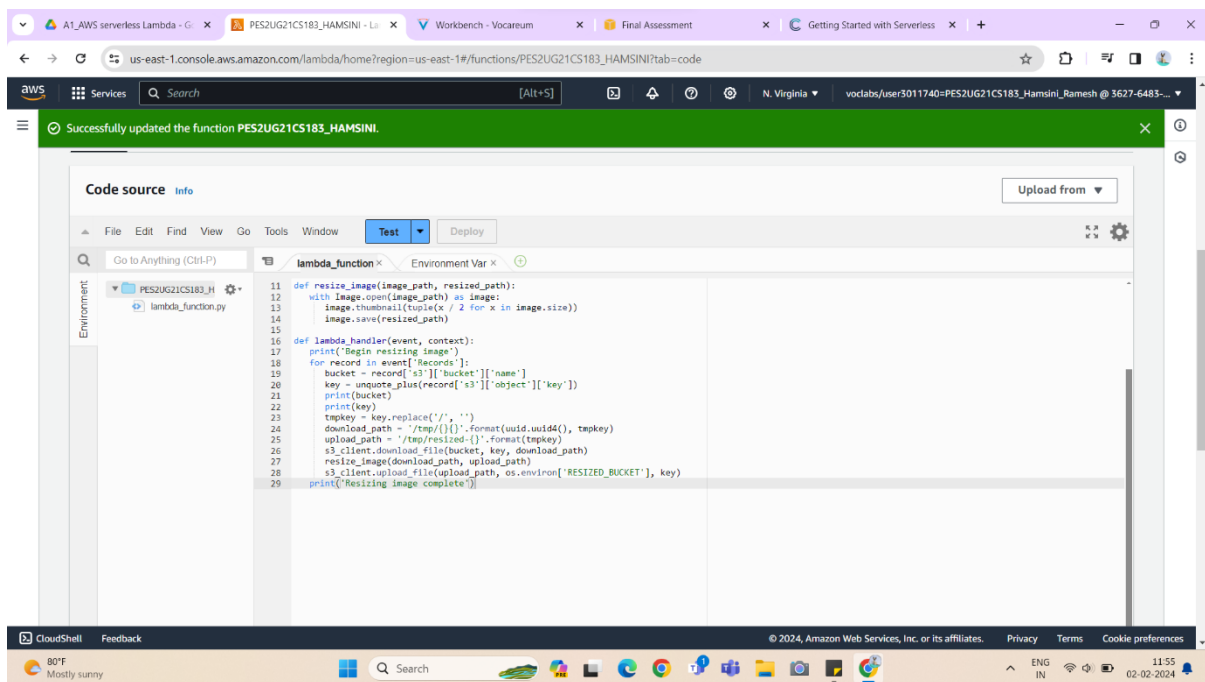 A1_AWS serverless Lambda - G
PES2UG21CS183_HAMSINI - La
Workbench - Vocareum
Final Assessment
Getting Started with Serverless
us-east-1.console.aws.amazon.com/lambda/home?region=us-east-1#/functions/PES2UG21CS183_HAMSINI?tab=code
aws
Services
Search
[Alt+S]
N. Virginia
voclabs/user3011740=PES2UG21CS183_Hamsini_Ramesh @ 3627-6483-...
Successfully updated the function PES2UG21CS183_HAMSINI.
Code source Info
Upload from
File Edit Find View Go Tools Window
Test
Deploy
Go to Anything (Ctrl-P)
lambda_function
Environment Var
Environment
PES2UG21CS183_H
lambda_function.py
11 def resize_image(image_path, resized_path):
12 with Image.open(image_path) as image:
13 image.thumbnail(tuple(x / 2 for x in image.size))
14 image.save(resized_path)
15
16 def lambda_handler(event, context):
17 print('Begin resizing image')
18 for record in event['Records']:
19 bucket = record['s3']['bucket']['name']
20 key = unquote_plus(record['s3']['object']['key'])
21 print(bucket)
22 print(key)
23 tmpkey = key.replace('/', '')
24 download_path = '/tmp/{}{}'.format(uuid.uuid4(), tmpkey)
25 upload_path = '/tmp/resized-{}'.format(tmpkey)
26 s3_client.download_file(bucket, key, download_path)
27 resize_image(download_path, upload_path)
28 s3_client.upload_file(upload_path, os.environ['RESIZED_BUCKET'], key)
29 print('Resizing image complete')
CloudShell Feedback
© 2024, Amazon Web Services, Inc. or its affiliates. Privacy Terms Cookie preferences
80°F
Mostly sunny
Search
PRE
ENG
IN
11:55
02-02-2024